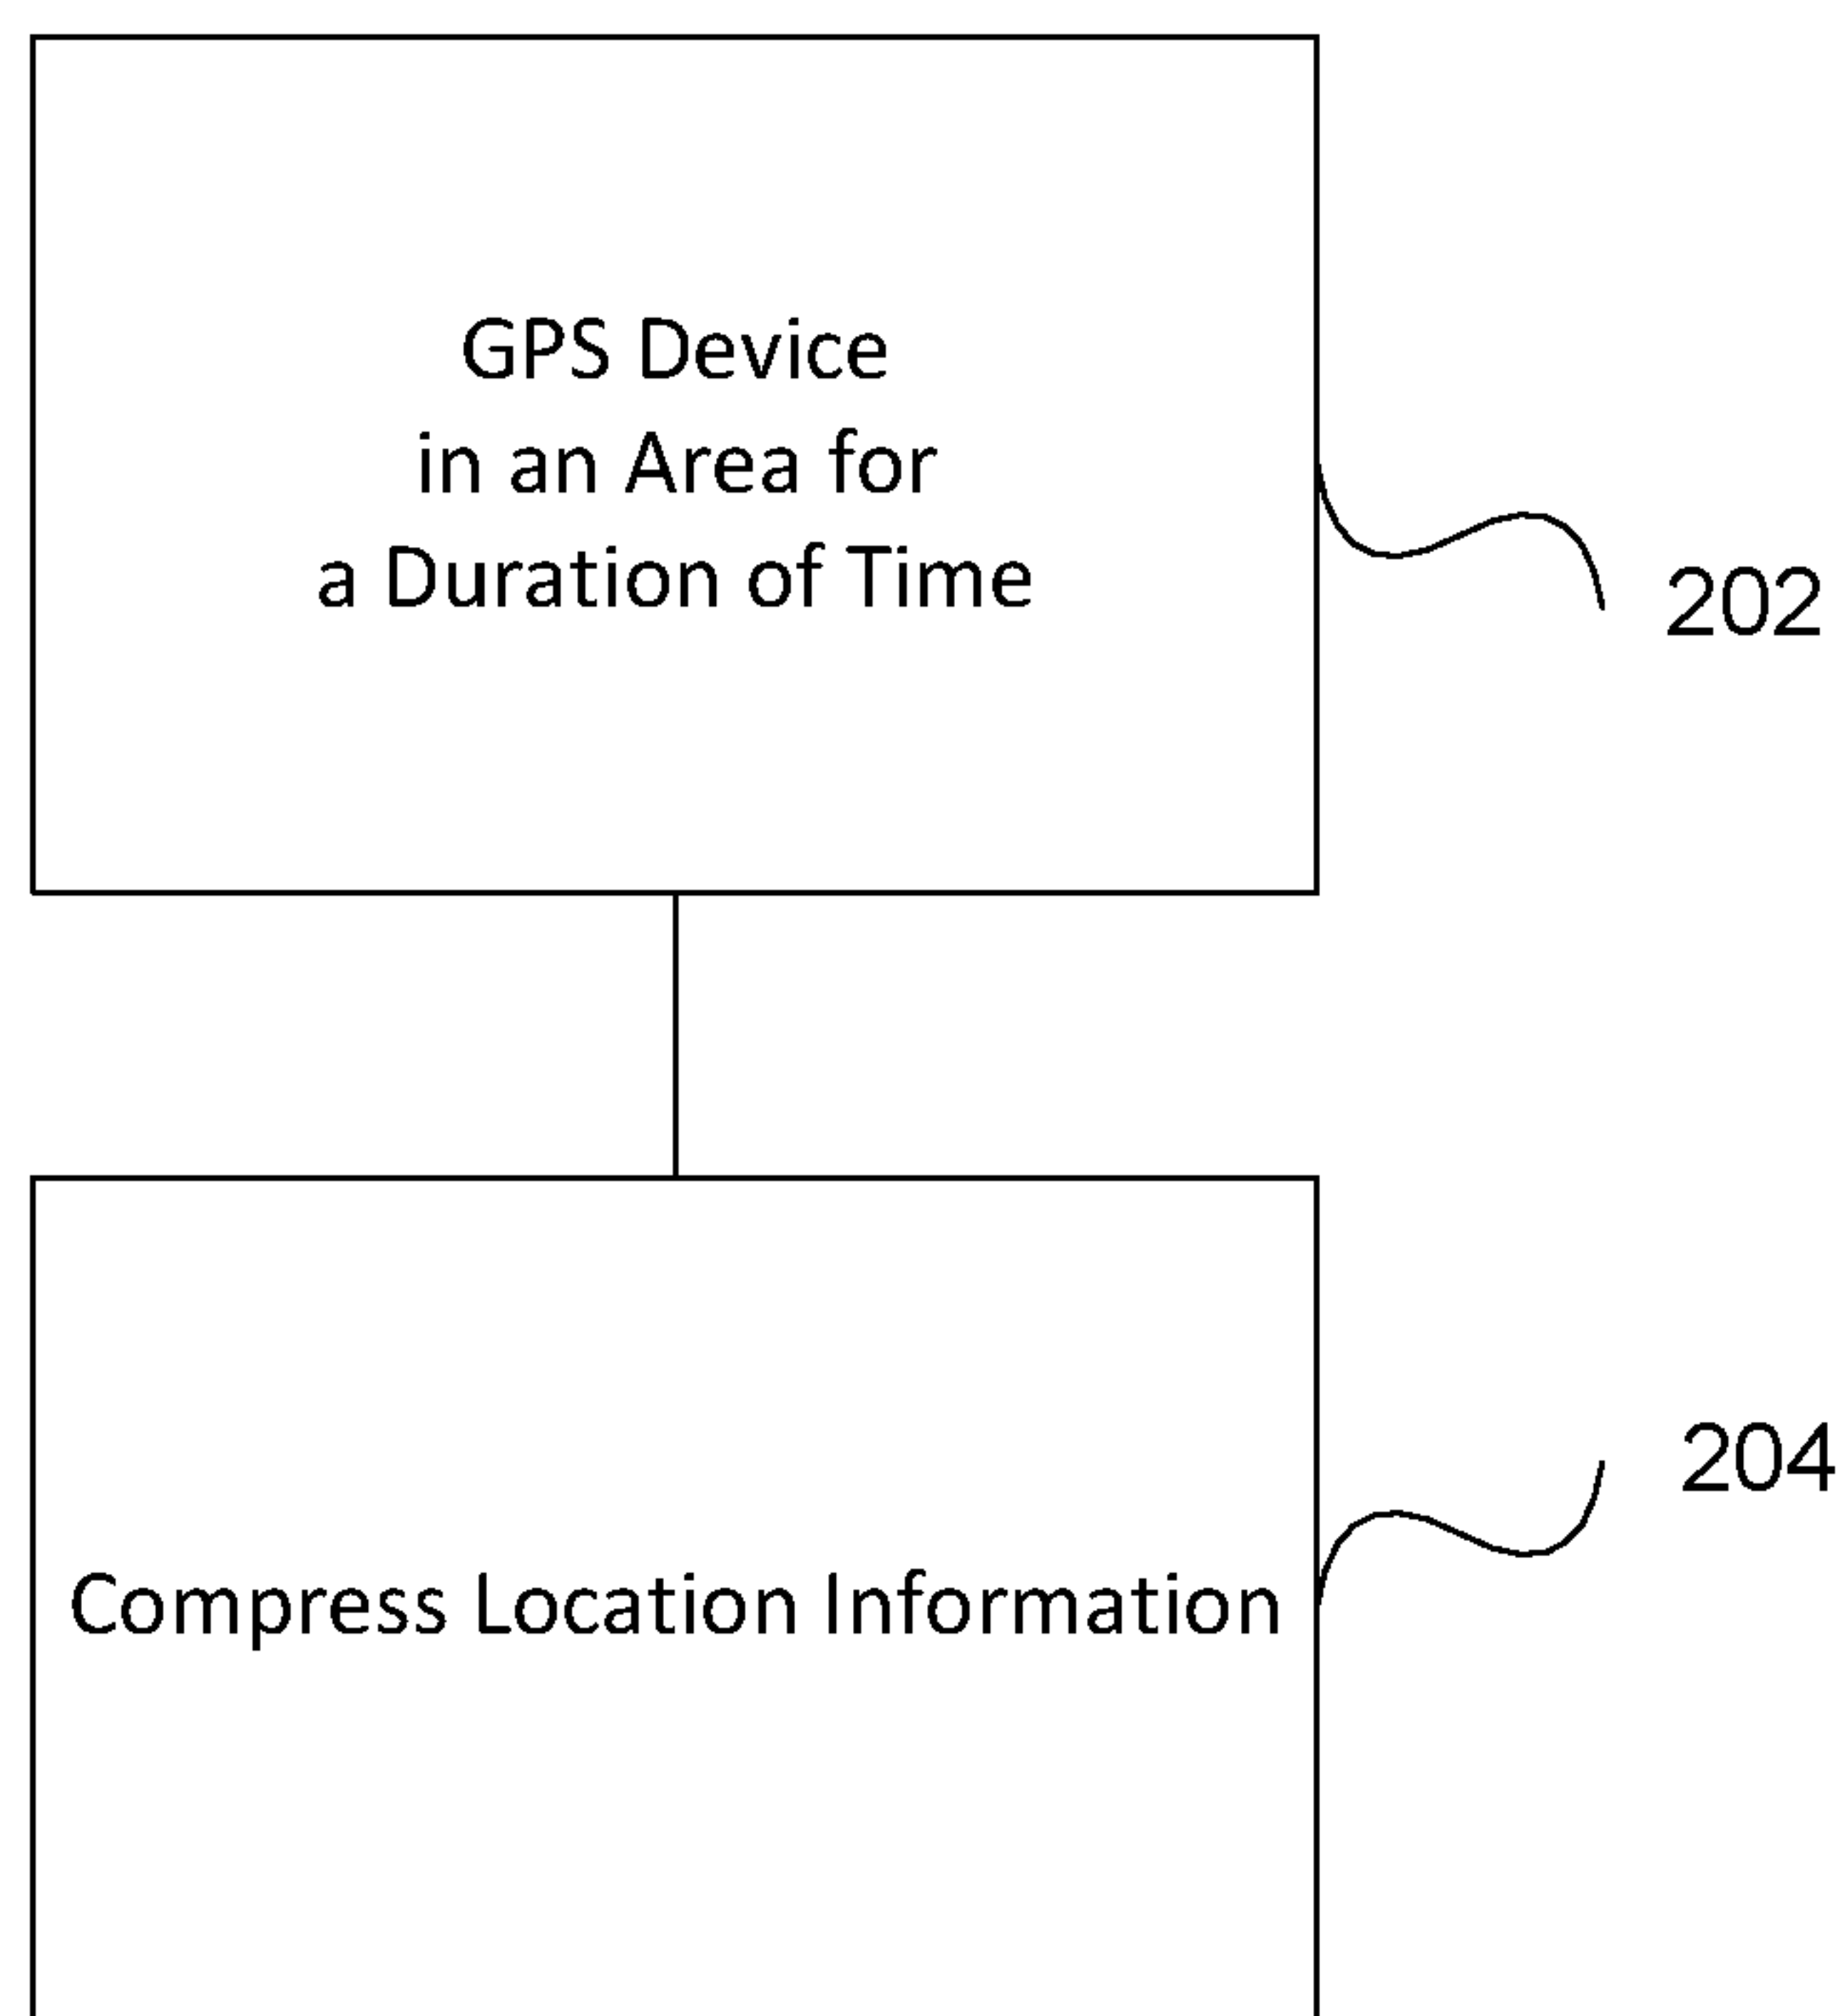 GPS Device
in an Area for
a Duration of Time
202
204
Compress Location Information